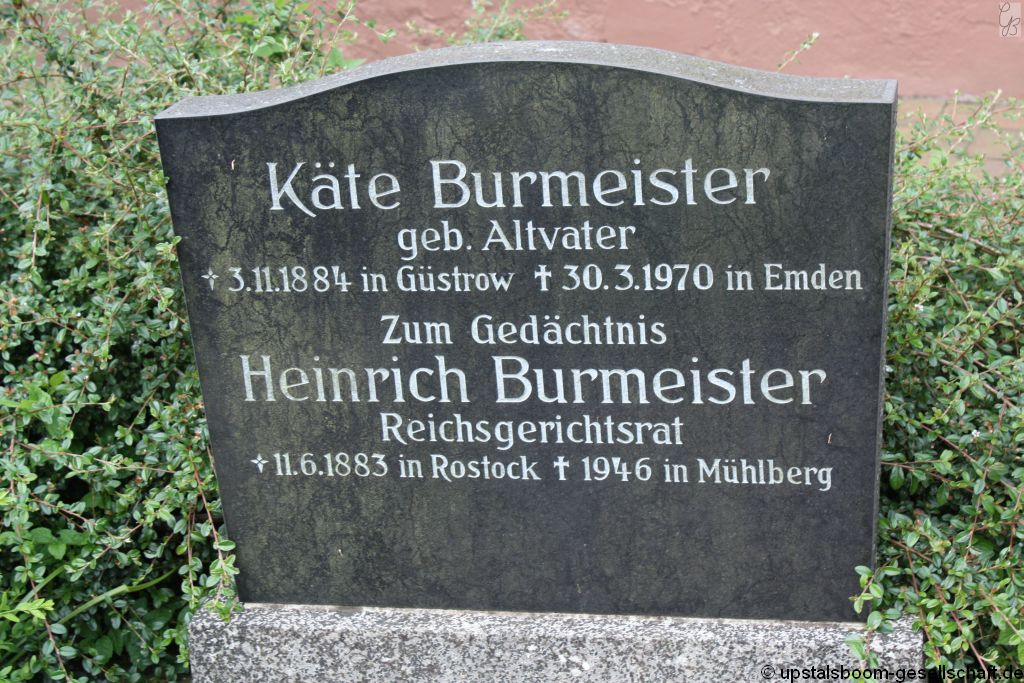 Käte Burmeister
geb. Altvater
✝ 3.11.1884 in Güstrow † 30.3.1970 in Emden
Zum Gedächtnis
Heinrich Burmeister
Reichsgerichtsrat
✝ 11.6.1883 in Rostock † 1946 in Mühlberg
© upstalsboom-gesellschaft.de